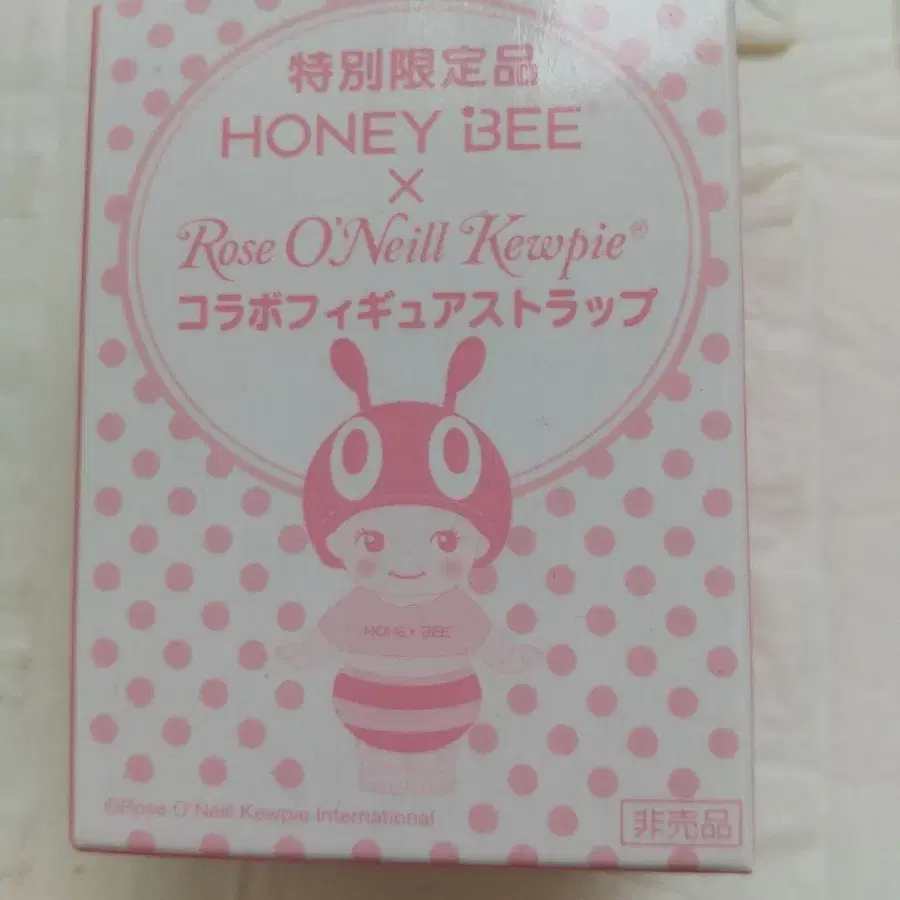 特別限定品
HONEY BEE®
×
Rose O'Neill Kewpie®
コラボフィギュアストラップ
HONEY BEE
©Rose O'Neill Kewpie International
非売品